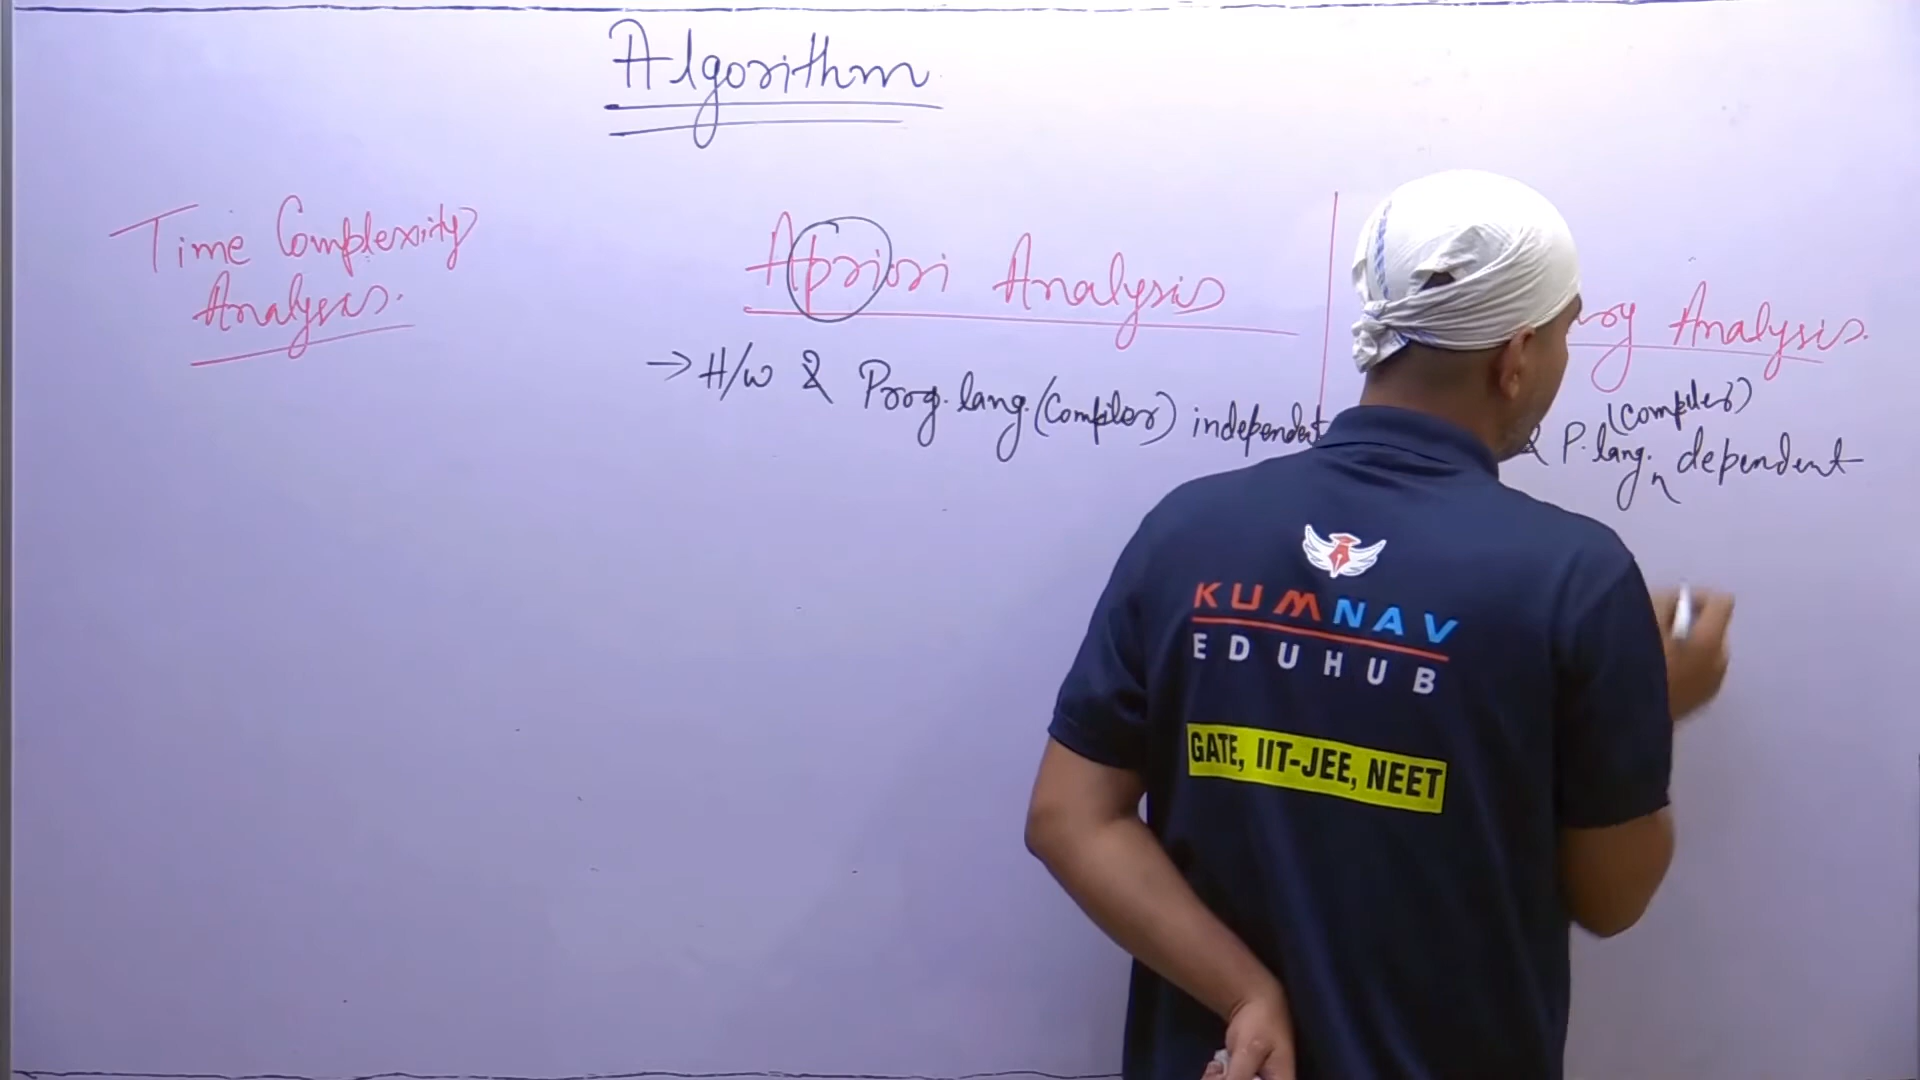 Algorithm
Time Complexity
Analysis.
Apriori Analysis
Analysis.
→ H/w & Prog. lang. (Compiler) independent
(Compiler)
& P. lang. dependent
KUMNAV
EDUHUB
GATE, IIT-JEE, NEET